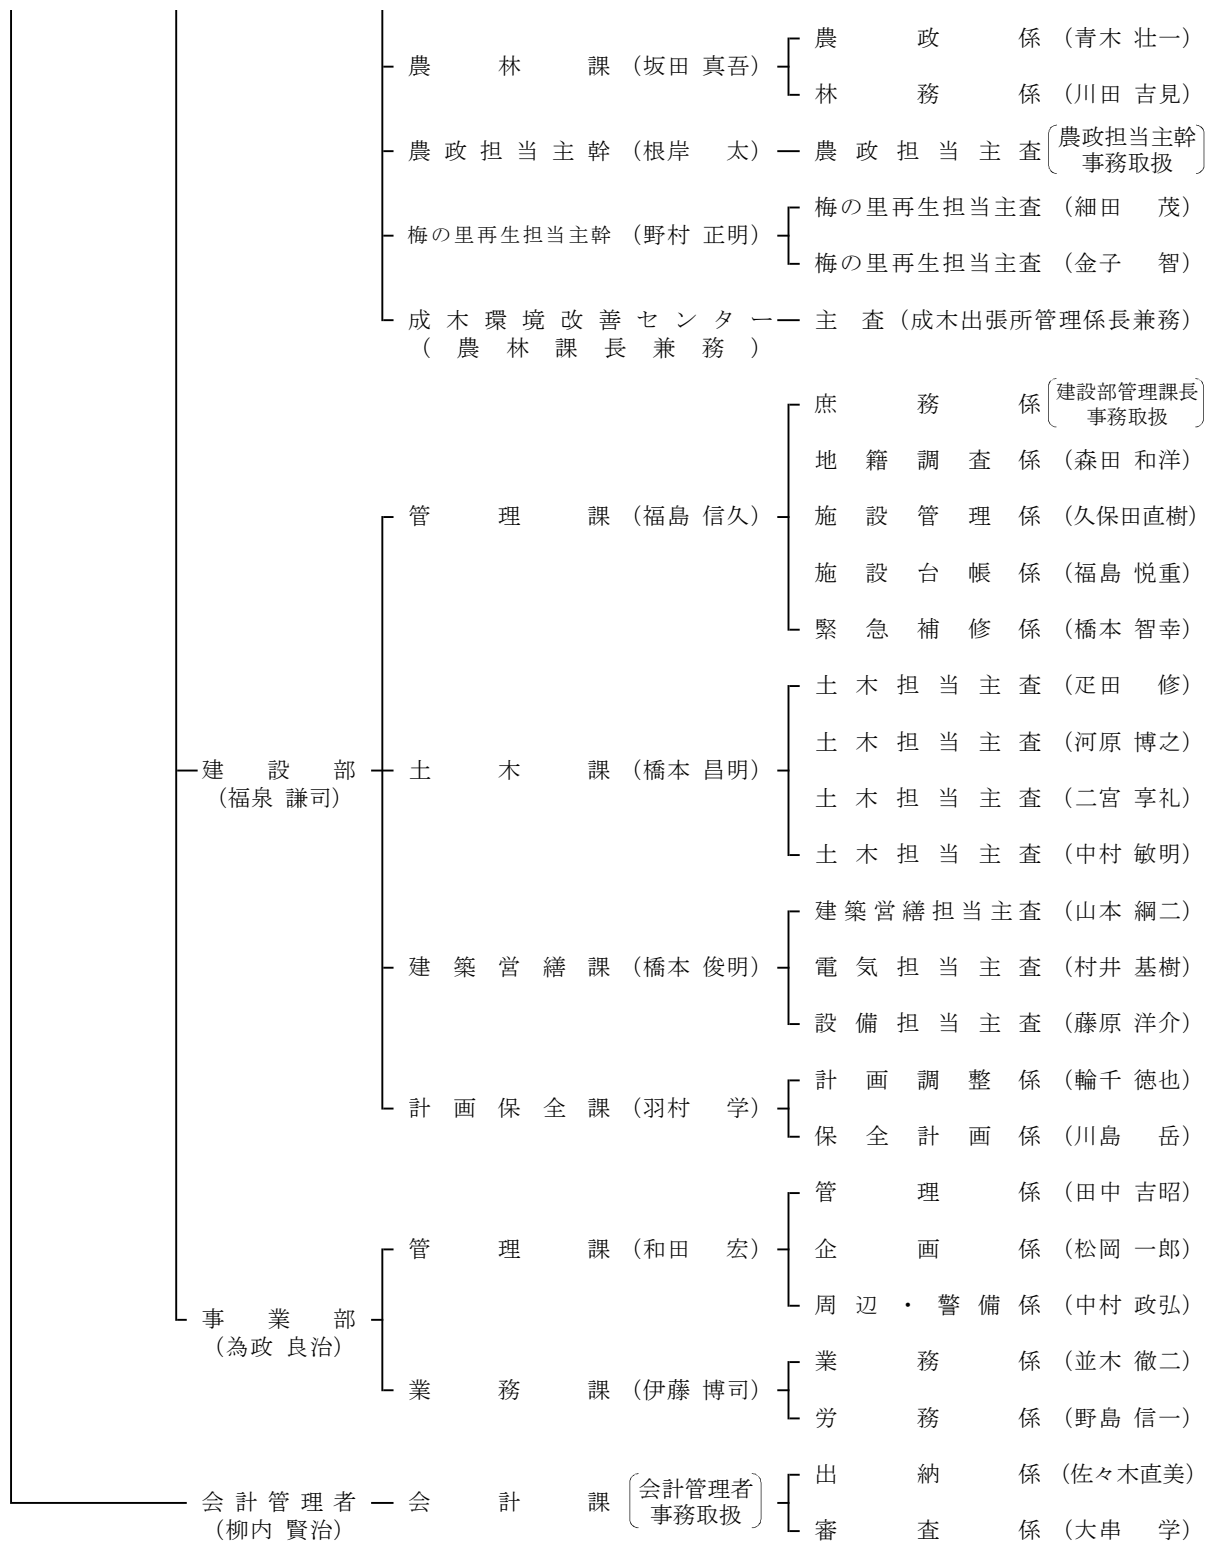 農政係（青木 壮一）
農林課（坂田 真吾）
林務係（川田 吉見）
農政担当主幹（根岸 太） 農政担当主査〔農政担当主幹
事務取扱〕
梅の里再生担当主査（細田 茂）
梅の里再生担当主幹（野村 正明）
梅の里再生担当主査（金子 智）
成木環境改善センター 主査（成木出張所管理係長兼務）
（農林課長兼務）
庶務係〔建設部管理課長
事務取扱〕
地籍調査係（森田 和洋）
管理課（福島 信久） 施設管理係（久保田直樹）
施設台帳係（福島 悦重）
緊急補修係（橋本 智幸）
土木担当主査（疋田 修）
土木担当主査（河原 博之）
建設部 土木課（橋本 昌明）
（福泉 謙司） 土木担当主査（二宮 享礼）
土木担当主査（中村 敏明）
建築営繕担当主査（山本 綱二）
建築営繕課（橋本 俊明） 電気担当主査（村井 基樹）
設備担当主査（藤原 洋介）
計画調整係（輪千 徳也）
計画保全課（羽村 学）
保全計画係（川島 岳）
管理係（田中 吉昭）
管理課（和田 宏） 企画係（松岡 一郎）
周辺・警備係（中村 政弘）
事業部
（為政 良治）
業務係（並木 徹二）
業務課（伊藤 博司）
労務係（野島 信一）
出納係（佐々木直美）
会計管理者 会計課〔会計管理者
事務取扱〕
（柳内 賢治） 審査係（大串 学）